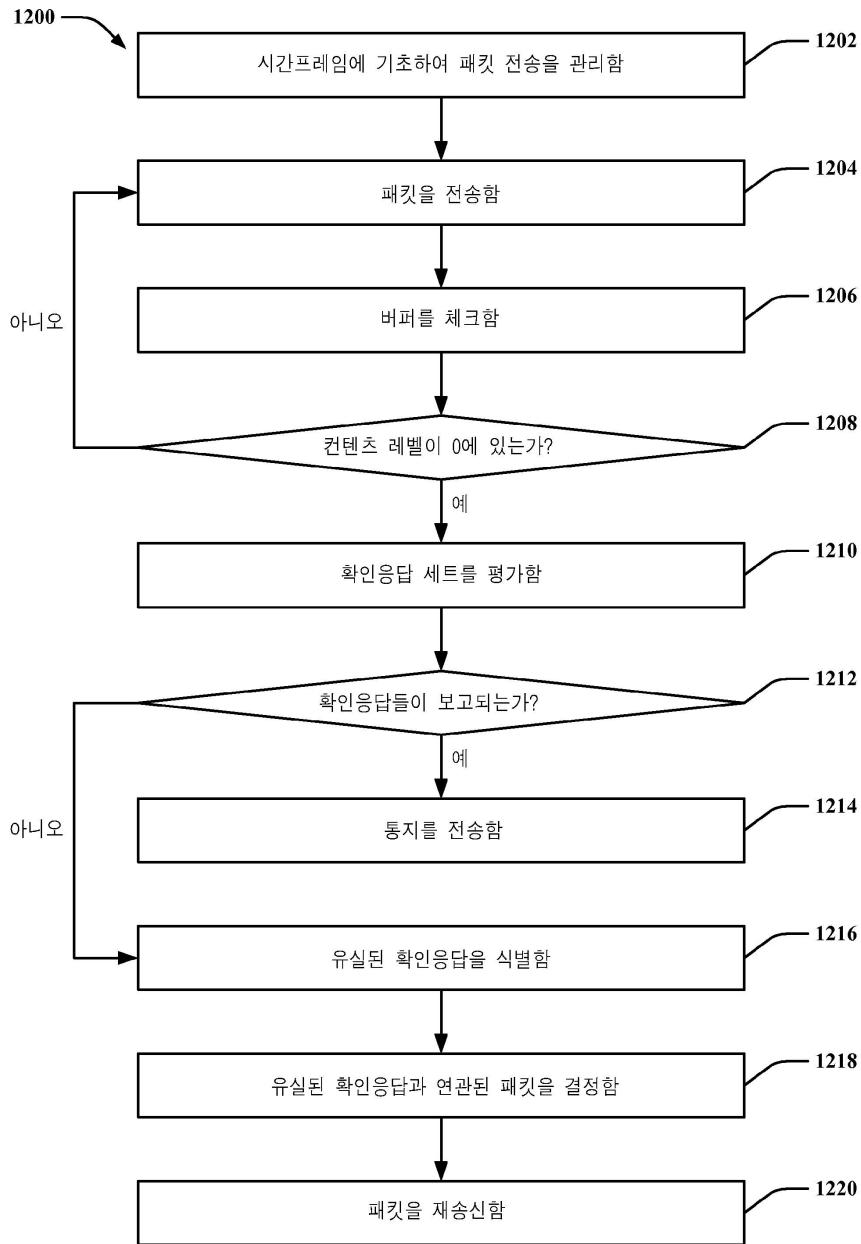 1200
시간프레임에 기초하여 패킷 전송을 관리함
1202
패킷을 전송함
1204
버퍼를 체크함
1206
아니오
컨텐츠 레벨이 0에 있는가?
1208
예
확인응답 세트를 평가함
1210
확인응답들이 보고되는가?
1212
예
통지를 전송함
1214
아니오
유실된 확인응답을 식별함
1216
유실된 확인응답과 연관된 패킷을 결정함
1218
패킷을 재송신함
1220